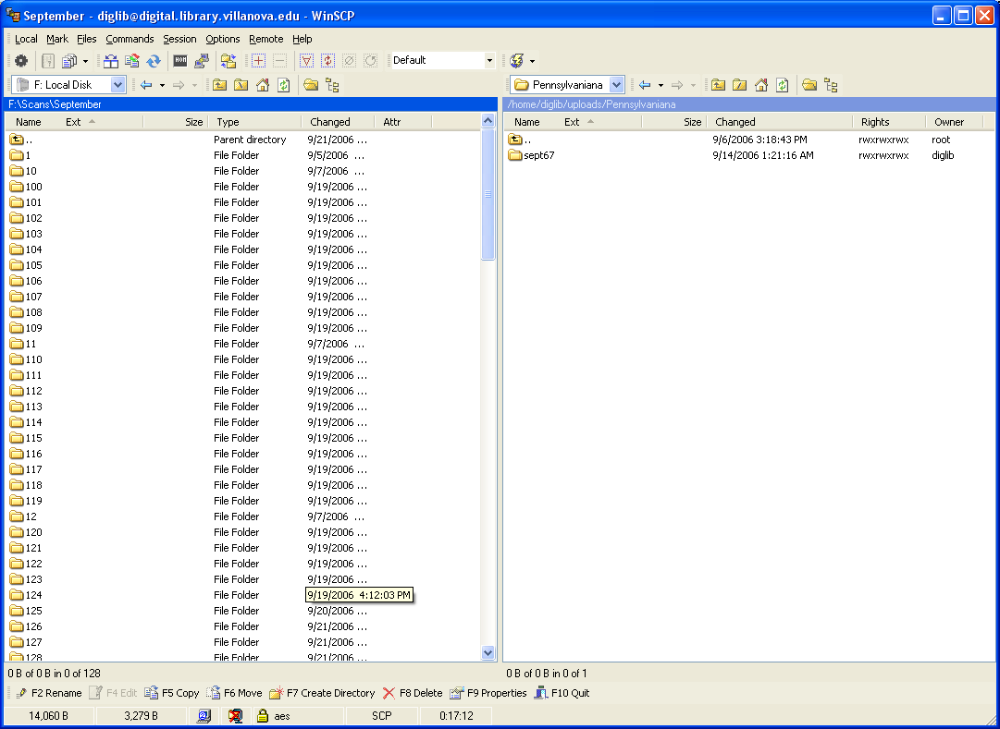 September - diglib@digital.library.villanova.edu - WinSCP
Local Mark Files Commands Session Options Remote Help
Default
F: Local Disk Pennsylvaniana
F:\Scans\September /home/diglib/uploads/Pennsylvaniana
Name Ext Size Type Changed Attr Name Ext Size Changed Rights Owner
.. Parent directory 9/21/2006 ... .. 9/6/2006 3:18:43 PM rwxrwxrwx root
1 File Folder 9/5/2006 ... sept67 9/14/2006 1:21:16 AM rwxrwxrwx diglib
10 File Folder 9/7/2006 ...
100 File Folder 9/19/2006 ...
101 File Folder 9/19/2006 ...
102 File Folder 9/19/2006 ...
103 File Folder 9/19/2006 ...
104 File Folder 9/19/2006 ...
105 File Folder 9/19/2006 ...
106 File Folder 9/19/2006 ...
107 File Folder 9/19/2006 ...
108 File Folder 9/19/2006 ...
109 File Folder 9/19/2006 ...
11 File Folder 9/7/2006 ...
110 File Folder 9/19/2006 ...
111 File Folder 9/19/2006 ...
112 File Folder 9/19/2006 ...
113 File Folder 9/19/2006 ...
114 File Folder 9/19/2006 ...
115 File Folder 9/19/2006 ...
116 File Folder 9/19/2006 ...
117 File Folder 9/19/2006 ...
118 File Folder 9/19/2006 ...
119 File Folder 9/19/2006 ...
12 File Folder 9/7/2006 ...
120 File Folder 9/19/2006 ...
121 File Folder 9/19/2006 ...
122 File Folder 9/19/2006 ...
123 File Folder 9/19/2006 ...
124 File Folder 9/19/2006 4:12:03 PM
125 File Folder 9/20/2006 ...
126 File Folder 9/21/2006 ...
127 File Folder 9/21/2006 ...
128 File Folder 9/21/2006 ...
0 B of 0 B in 0 of 128 0 B of 0 B in 0 of 1
F2 Rename F4 Edit F5 Copy F6 Move F7 Create Directory F8 Delete F9 Properties F10 Quit
14,060 B 3,279 B aes SCP 0:17:12